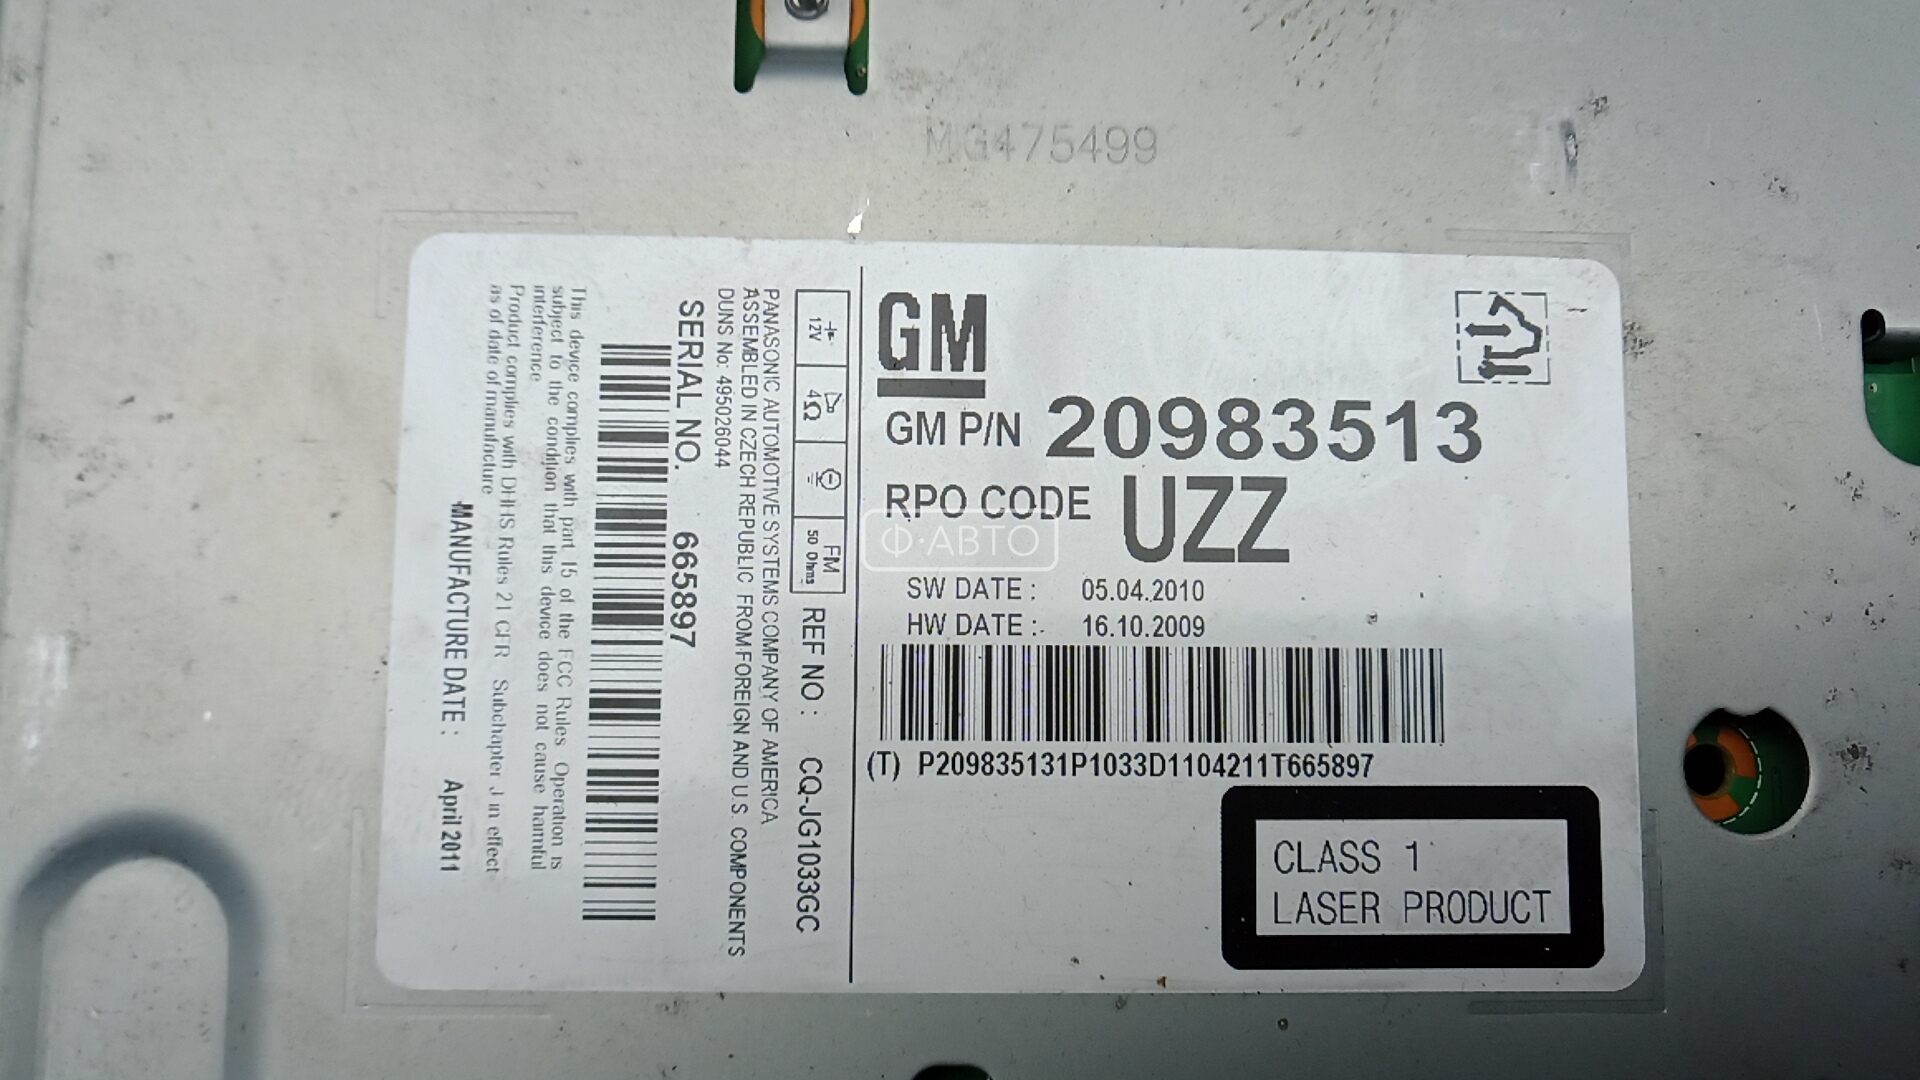 MG475499
GM
GM P/N 20983513
RPO CODE UZZ
Ф·АВТО
SW DATE : 05.04.2010
HW DATE : 16.10.2009
(T) P209835131P1033D1104211T665897
CLASS 1
LASER PRODUCT
12V
4Ω
FM
50 Ohms
REF NO : CQ-JG1033GC
PANASONIC AUTOMOTIVE SYSTEMS COMPANY OF AMERICA
ASSEMBLED IN CZECH REPUBLIC FROM FOREIGN AND U.S. COMPONENTS
DUNS No: 495026044
SERIAL NO. 665897
This device complies with part 15 of the FCC Rules Operation is
subject to the condition that this device does not cause hamful
interference
Product complies with DHHS Rules 21 CFR Subchapter J in effect
as of date of manufacture
MANUFACTURE DATE : April 2011